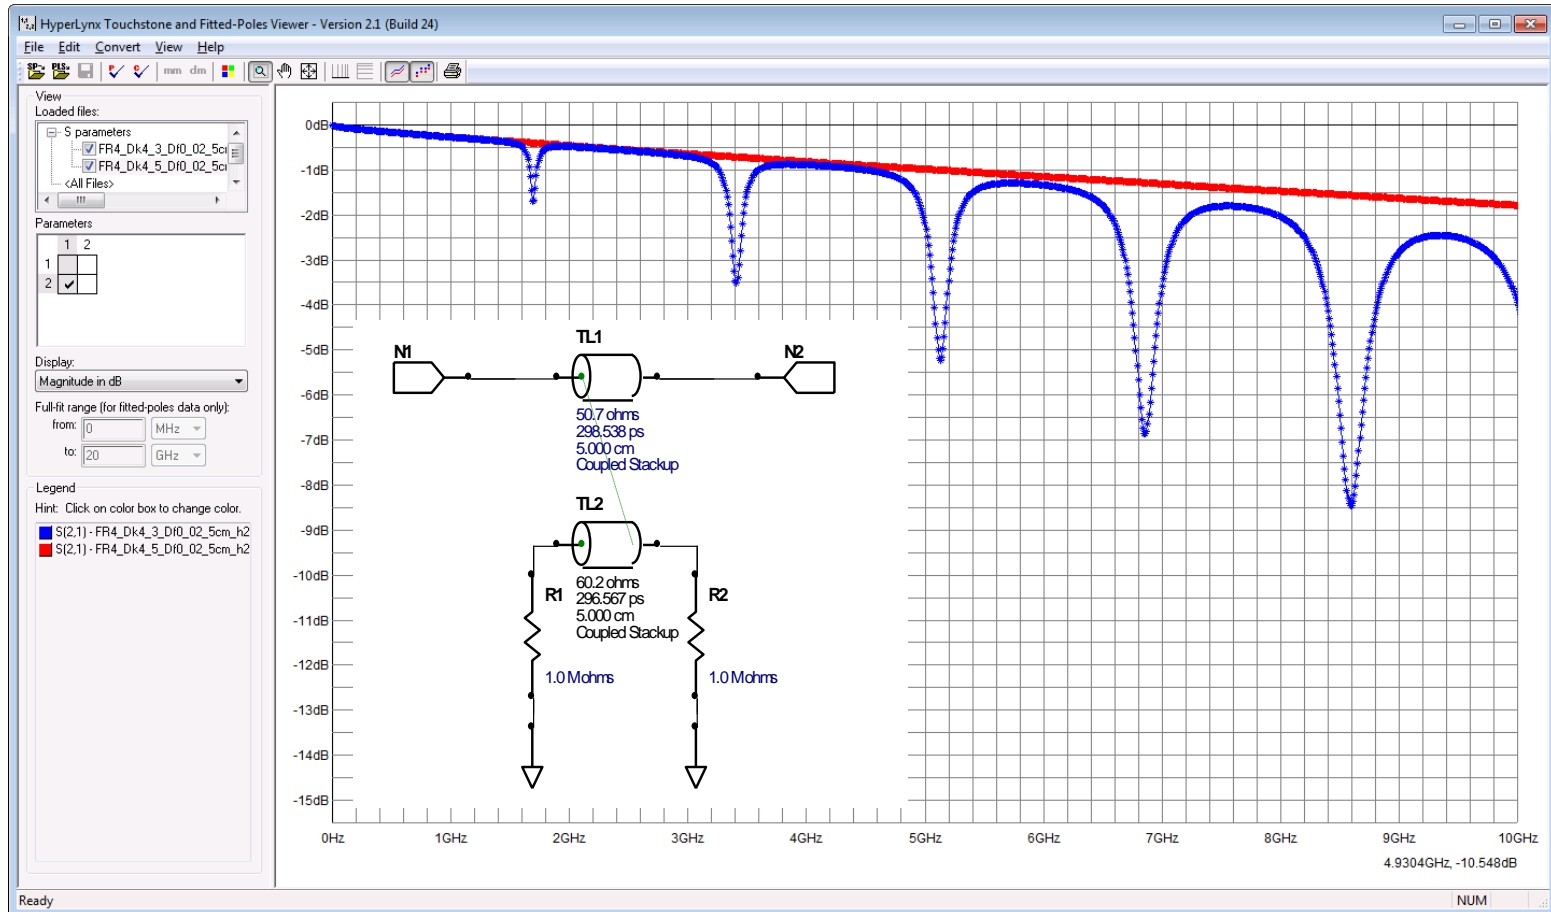 HyperLynx Touchstone and Fitted-Poles Viewer - Version 2.1 (Build 24)
File Edit Convert View Help
mm dm
View
Loaded files:
S parameters
FR4_Dk4_3_Df0_02_5c
FR4_Dk4_5_Df0_02_5c
<All Files>
Parameters
1 2
1
2
Display:
Magnitude in dB
Full-fit range (for fitted-poles data only):
from: 0 MHz
to: 20 GHz
Legend
Hint: Click on color box to change color.
S(2,1) - FR4_Dk4_3_Df0_02_5cm_h2
S(2,1) - FR4_Dk4_5_Df0_02_5cm_h2
0dB
-1dB
-2dB
-3dB
-4dB
-5dB
-6dB
-7dB
-8dB
-9dB
-10dB
-11dB
-12dB
-13dB
-14dB
-15dB
0Hz 1GHz 2GHz 3GHz 4GHz 5GHz 6GHz 7GHz 8GHz 9GHz 10GHz
4.9304GHz, -10.548dB
N1 TL1 N2
50.7 ohms
298.538 ps
5.000 cm
Coupled Stackup
TL2
60.2 ohms
296.567 ps
5.000 cm
Coupled Stackup
R1 R2
1.0 Mohms 1.0 Mohms
Ready NUM